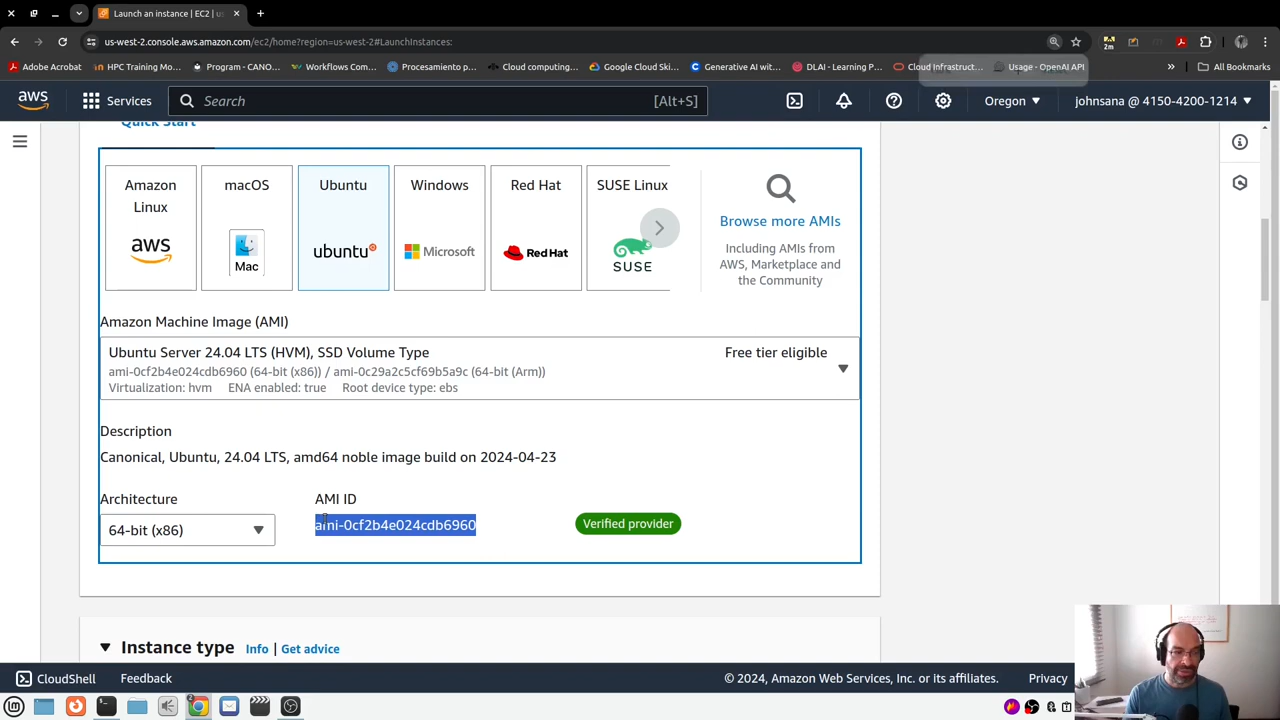 Launch an instance | EC2 | us
us-west-2.console.aws.amazon.com/ec2/home?region=us-west-2#LaunchInstances:
2m
Adobe Acrobat
HPC Training Mo...
Program - CANO...
Workflows Com...
Procesamiento p...
Cloud computing...
Google Cloud Ski...
Generative AI wit...
DLAI - Learning P...
Cloud Infrastruct...
Usage - OpenAI API
»
All Bookmarks
aws
Services
Search
[Alt+S]
Oregon
johnsana @ 4150-4200-1214
Quick Start
Amazon Linux
aws
macOS
Mac
Ubuntu
ubuntu
Windows
Microsoft
Red Hat
Red Hat
SUSE Linux
SUSE
Browse more AMIs
Including AMIs from
AWS, Marketplace and
the Community
Amazon Machine Image (AMI)
Ubuntu Server 24.04 LTS (HVM), SSD Volume Type
Free tier eligible
ami-0cf2b4e024cdb6960 (64-bit (x86)) / ami-0c29a2c5cf69b5a9c (64-bit (Arm))
Virtualization: hvm ENA enabled: true Root device type: ebs
Description
Canonical, Ubuntu, 24.04 LTS, amd64 noble image build on 2024-04-23
Architecture
AMI ID
64-bit (x86)
ami-0cf2b4e024cdb6960
Verified provider
Instance type
Info
| Get advice
CloudShell
Feedback
© 2024, Amazon Web Services, Inc. or its affiliates.
Privacy
2